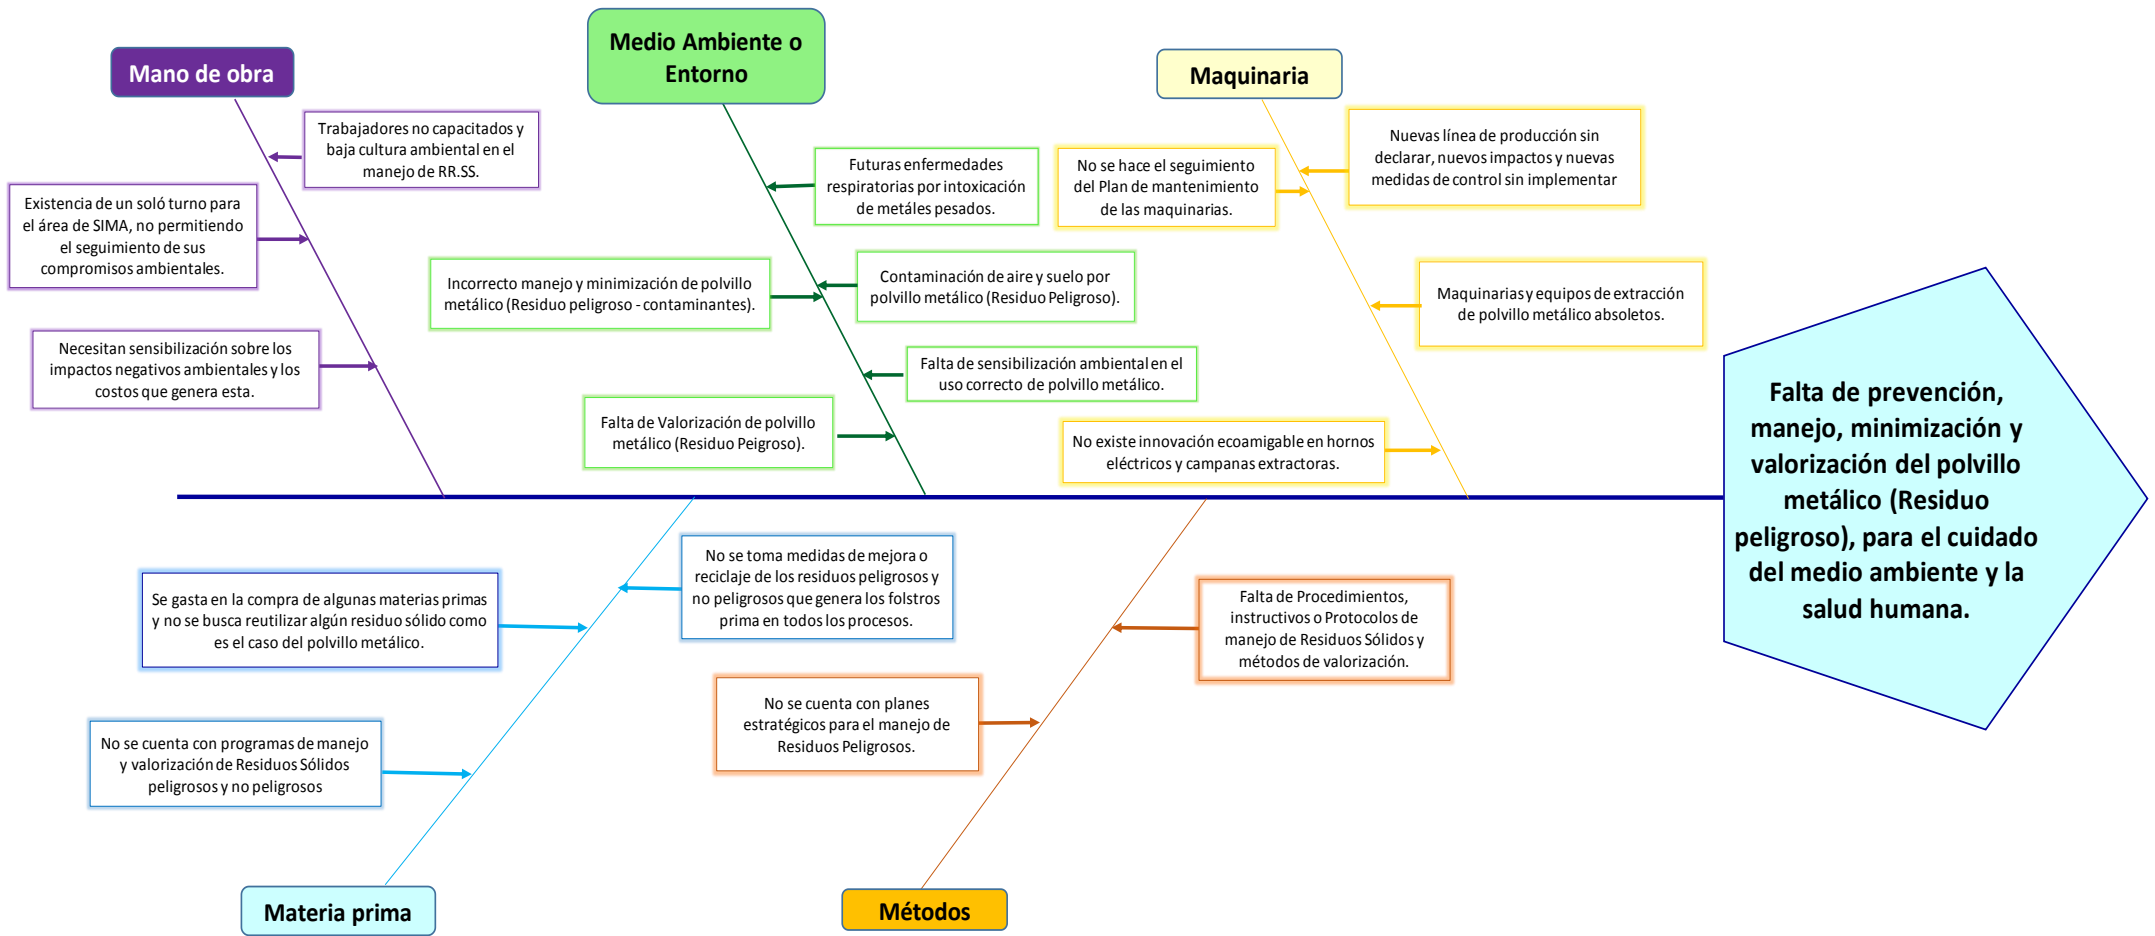 Mano de obra
Trabajadores no capacitados y
baja cultura ambiental en el
manejo de RR.SS.
Existencia de un soló turno para
el área de SIMA, no permitiendo
el seguimiento de sus
compromisos ambientales.
Necesitan sensibilización sobre los
impactos negativos ambientales y los
costos que genera esta.
Medio Ambiente o
Entorno
Futuras enfermedades
respiratorias por intoxicación
de metáles pesados.
Incorrecto manejo y minimización de polvillo
metálico (Residuo peligroso - contaminantes).
Contaminación de aire y suelo por
polvillo metálico (Residuo Peligroso).
Falta de sensibilización ambiental en el
uso correcto de polvillo metálico.
Falta de Valorización de polvillo
metálico (Residuo Peigroso).
Maquinaria
Nuevas línea de producción sin
declarar, nuevos impactos y nuevas
medidas de control sin implementar
No se hace el seguimiento
del Plan de mantenimiento
de las maquinarias.
Maquinarias y equipos de extracción
de polvillo metálico absoletos.
No existe innovación ecoamigable en hornos
eléctricos y campanas extractoras.
Falta de prevención,
manejo, minimización y
valorización del polvillo
metálico (Residuo
peligroso), para el cuidado
del medio ambiente y la
salud humana.
No se toma medidas de mejora o
reciclaje de los residuos peligrosos y
no peligrosos que genera los folstros
prima en todos los procesos.
Se gasta en la compra de algunas materias primas
y no se busca reutilizar algún residuo sólido como
es el caso del polvillo metálico.
No se cuenta con programas de manejo
y valorización de Residuos Sólidos
peligrosos y no peligrosos
Materia prima
Falta de Procedimientos,
instructivos o Protocolos de
manejo de Residuos Sólidos y
métodos de valorización.
No se cuenta con planes
estratégicos para el manejo de
Residuos Peligrosos.
Métodos